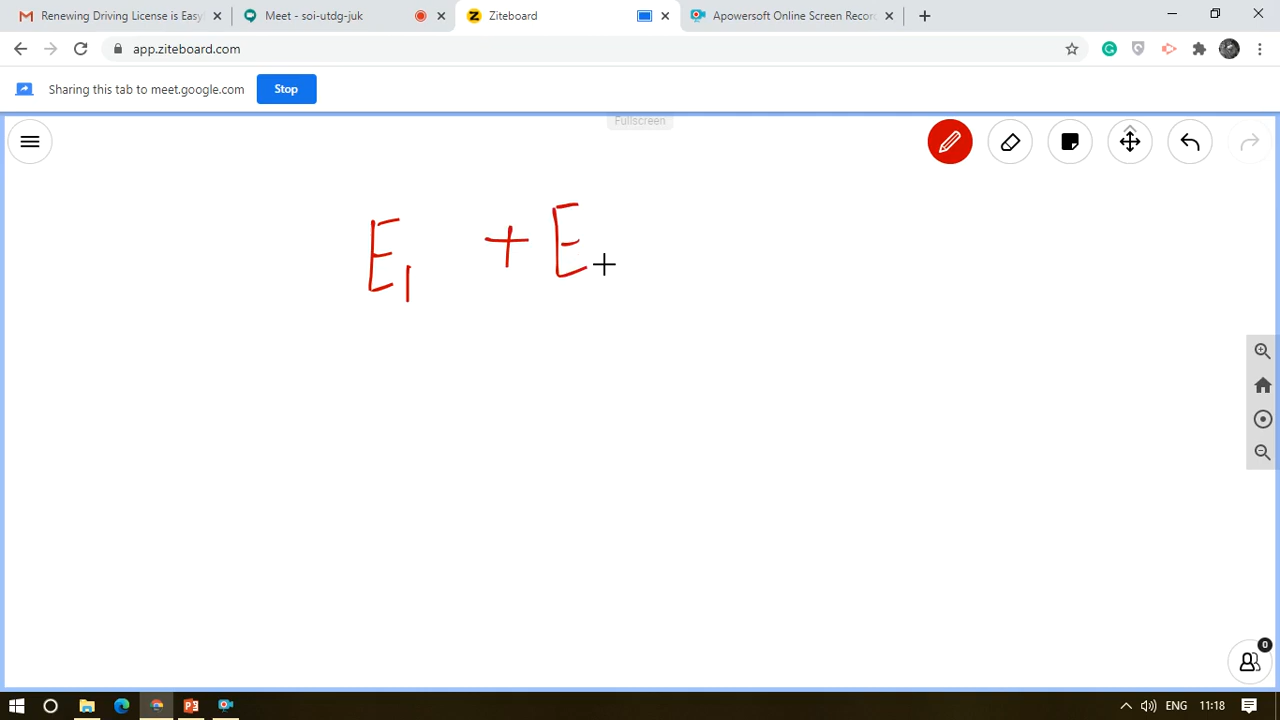 Renewing Driving License is Easy
Meet - soi-utdg-juk
Ziteboard
Apowersoft Online Screen Recor
app.ziteboard.com
Sharing this tab to meet.google.com
Stop
Fullscreen
E1 + E
0
ENG
11:18